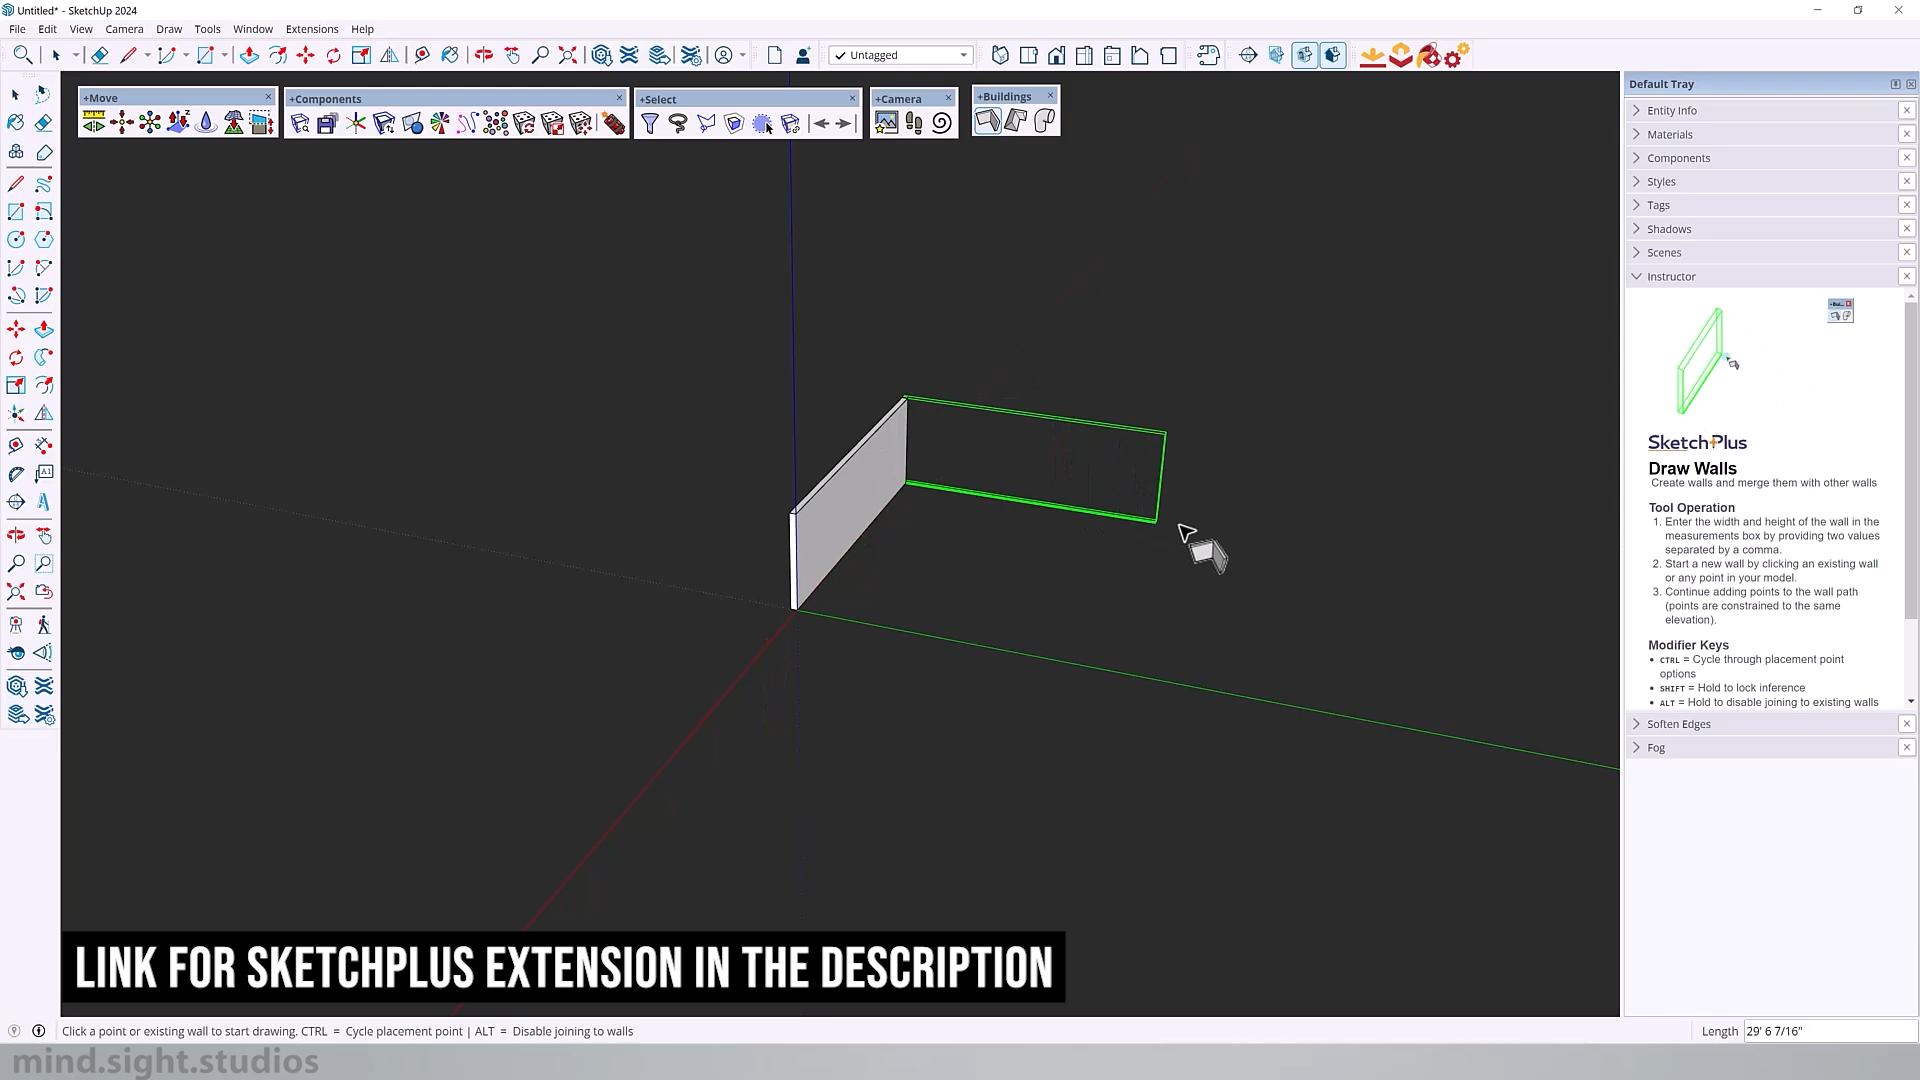 Untitled* - SketchUp 2024
File Edit View Camera Draw Tools Window Extensions Help
Untagged
+Move
+Components
+Select
+Camera
+Buildings
Default Tray
Entity Info
Materials
Components
Styles
Tags
Shadows
Scenes
Instructor
SketchPlus
Draw Walls
Create walls and merge them with other walls
Tool Operation
1. Enter the width and height of the wall in the
measurements box by providing two values
separated by a comma.
2. Start a new wall by clicking an existing wall
or any point in your model.
3. Continue adding points to the wall path
(points are constrained to the same
elevation).
Modifier Keys
• CTRL = Cycle through placement point
options
• SHIFT = Hold to lock inference
• ALT = Hold to disable joining to existing walls
Soften Edges
Fog
LINK FOR SKETCHPLUS EXTENSION IN THE DESCRIPTION
Click a point or existing wall to start drawing. CTRL = Cycle placement point | ALT = Disable joining to walls
Length 29' 6 7/16"
mind.sight.studios